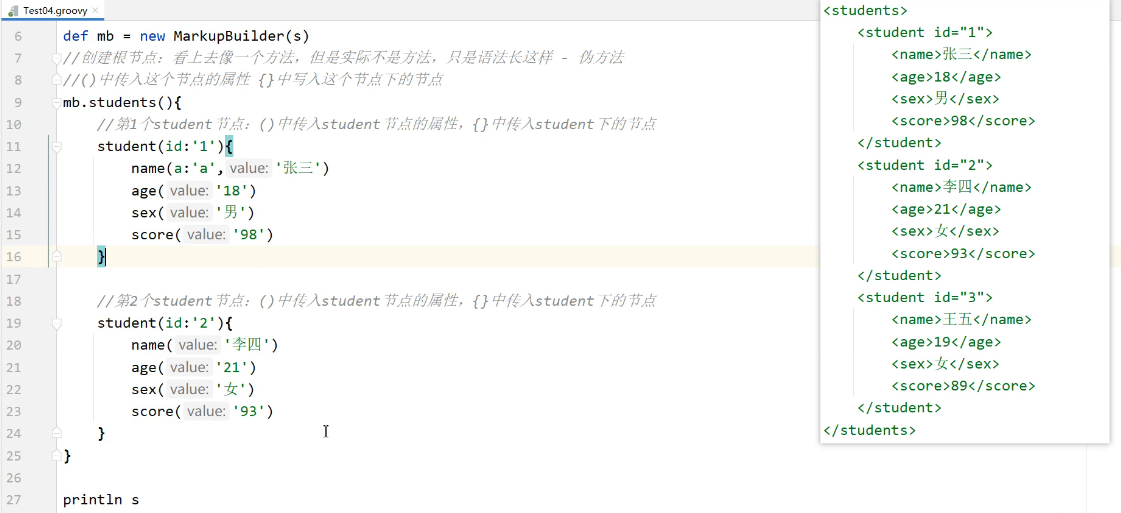 Test04.groovy
6 def mb = new MarkupBuilder(s)
7 //创建根节点：看上去像一个方法，但是实际不是方法，只是语法长这样 - 伪方法
8 //()中传入这个节点的属性 {}中写入这个节点下的节点
9 mb.students(){
10 //第1个student节点：()中传入student节点的属性，{}中传入student下的节点
11 student(id:'1'){
12 name(a:'a', value: '张三')
13 age( value: '18')
14 sex( value: '男')
15 score( value: '98')
16 }
17
18 //第2个student节点：()中传入student节点的属性，{}中传入student下的节点
19 student(id:'2'){
20 name( value: '李四')
21 age( value: '21')
22 sex( value: '女')
23 score( value: '93')
24 }
25 }
26
27 println s
<students>
<student id="1">
<name>张三</name>
<age>18</age>
<sex>男</sex>
<score>98</score>
</student>
<student id="2">
<name>李四</name>
<age>21</age>
<sex>女</sex>
<score>93</score>
</student>
<student id="3">
<name>王五</name>
<age>19</age>
<sex>女</sex>
<score>89</score>
</student>
</students>